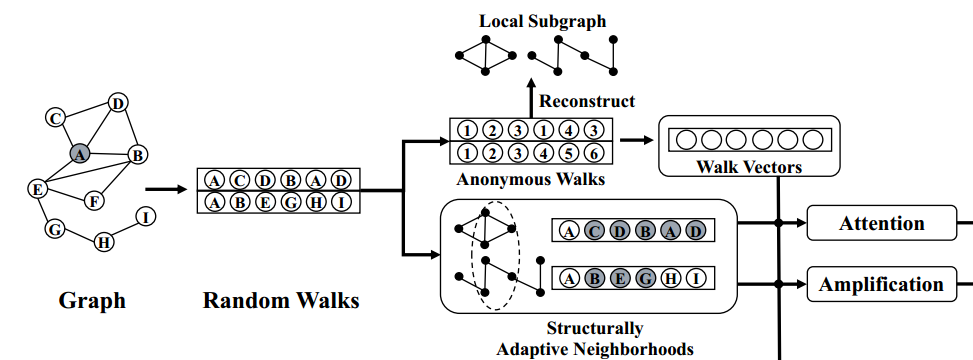 Local Subgraph
Reconstruct
C
D
A
B
E
F
G
H
I
Graph
A C D B A D
A B E G H I
Random Walks
1 2 3 1 4 3
1 2 3 4 5 6
Anonymous Walks
Walk Vectors
A C D B A D
A B E G H I
Structurally
Adaptive Neighborhoods
Attention
Amplification